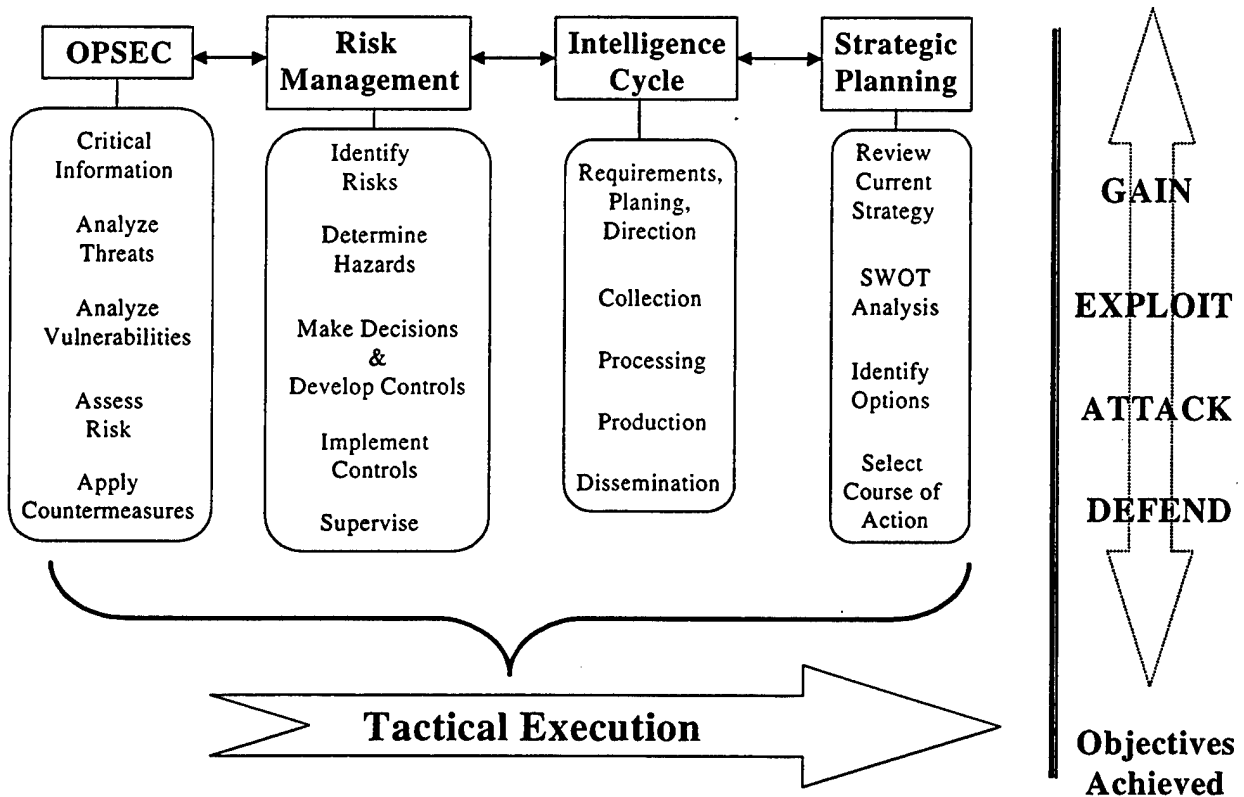 OPSEC
Risk
Management
Intelligence
Cycle
Strategic
Planning
Critical
Information
Analyze
Threats
Analyze
Vulnerabilities
Assess
Risk
Apply
Countermeasures
Identify
Risks
Determine
Hazards
Make Decisions
&
Develop Controls
Implement
Controls
Supervise
Requirements,
Planing,
Direction
Collection
Processing
Production
Dissemination
Review
Current
Strategy
SWOT
Analysis
Identify
Options
Select
Course of
Action
GAIN
EXPLOIT
ATTACK
DEFEND
Tactical Execution
Objectives
Achieved